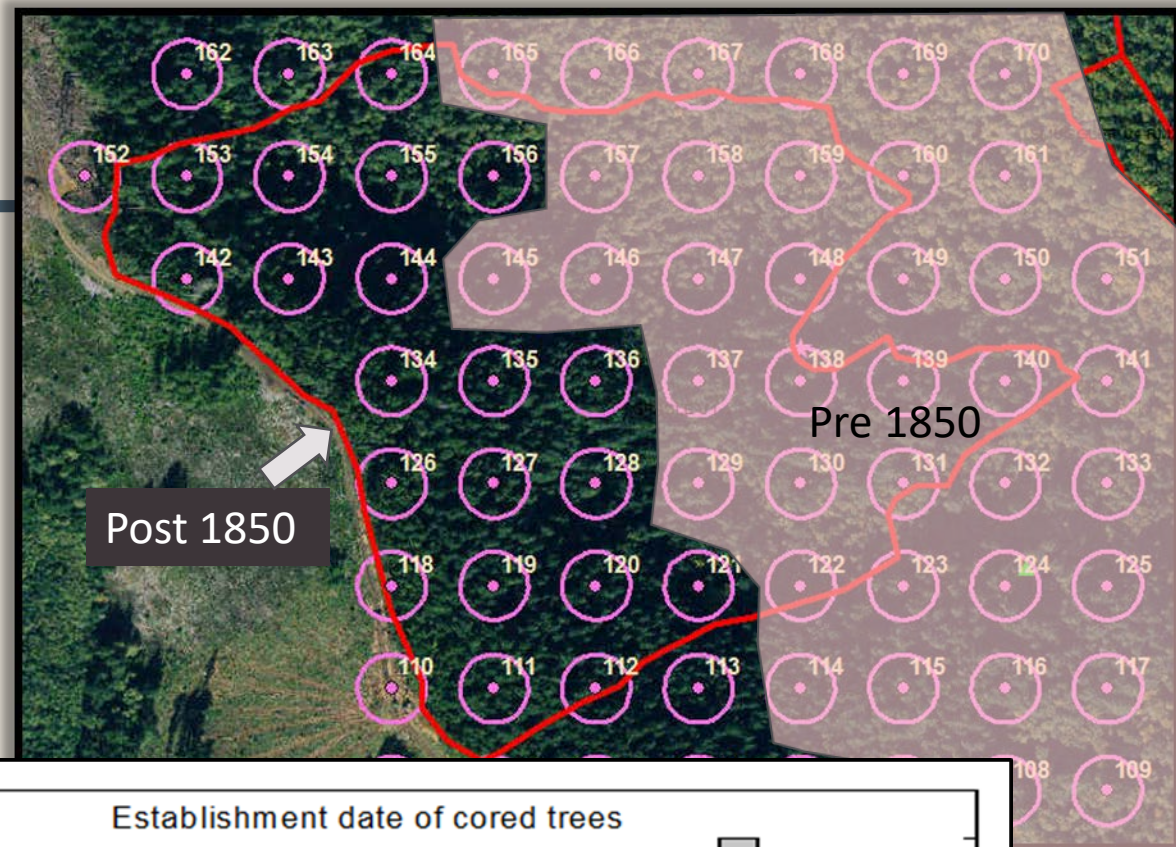 162 163 164 165 166 167 168 169 170
152 153 154 155 156 157 158 159 160 161
142 143 144 145 146 147 148 149 150 151
134 135 136 137 138 139 140 141
Pre 1850
126 127 128 129 130 131 132 133
Post 1850
118 119 120 121 122 123 124 125
110 111 112 113 114 115 116 117
108 109
Establishment date of cored trees